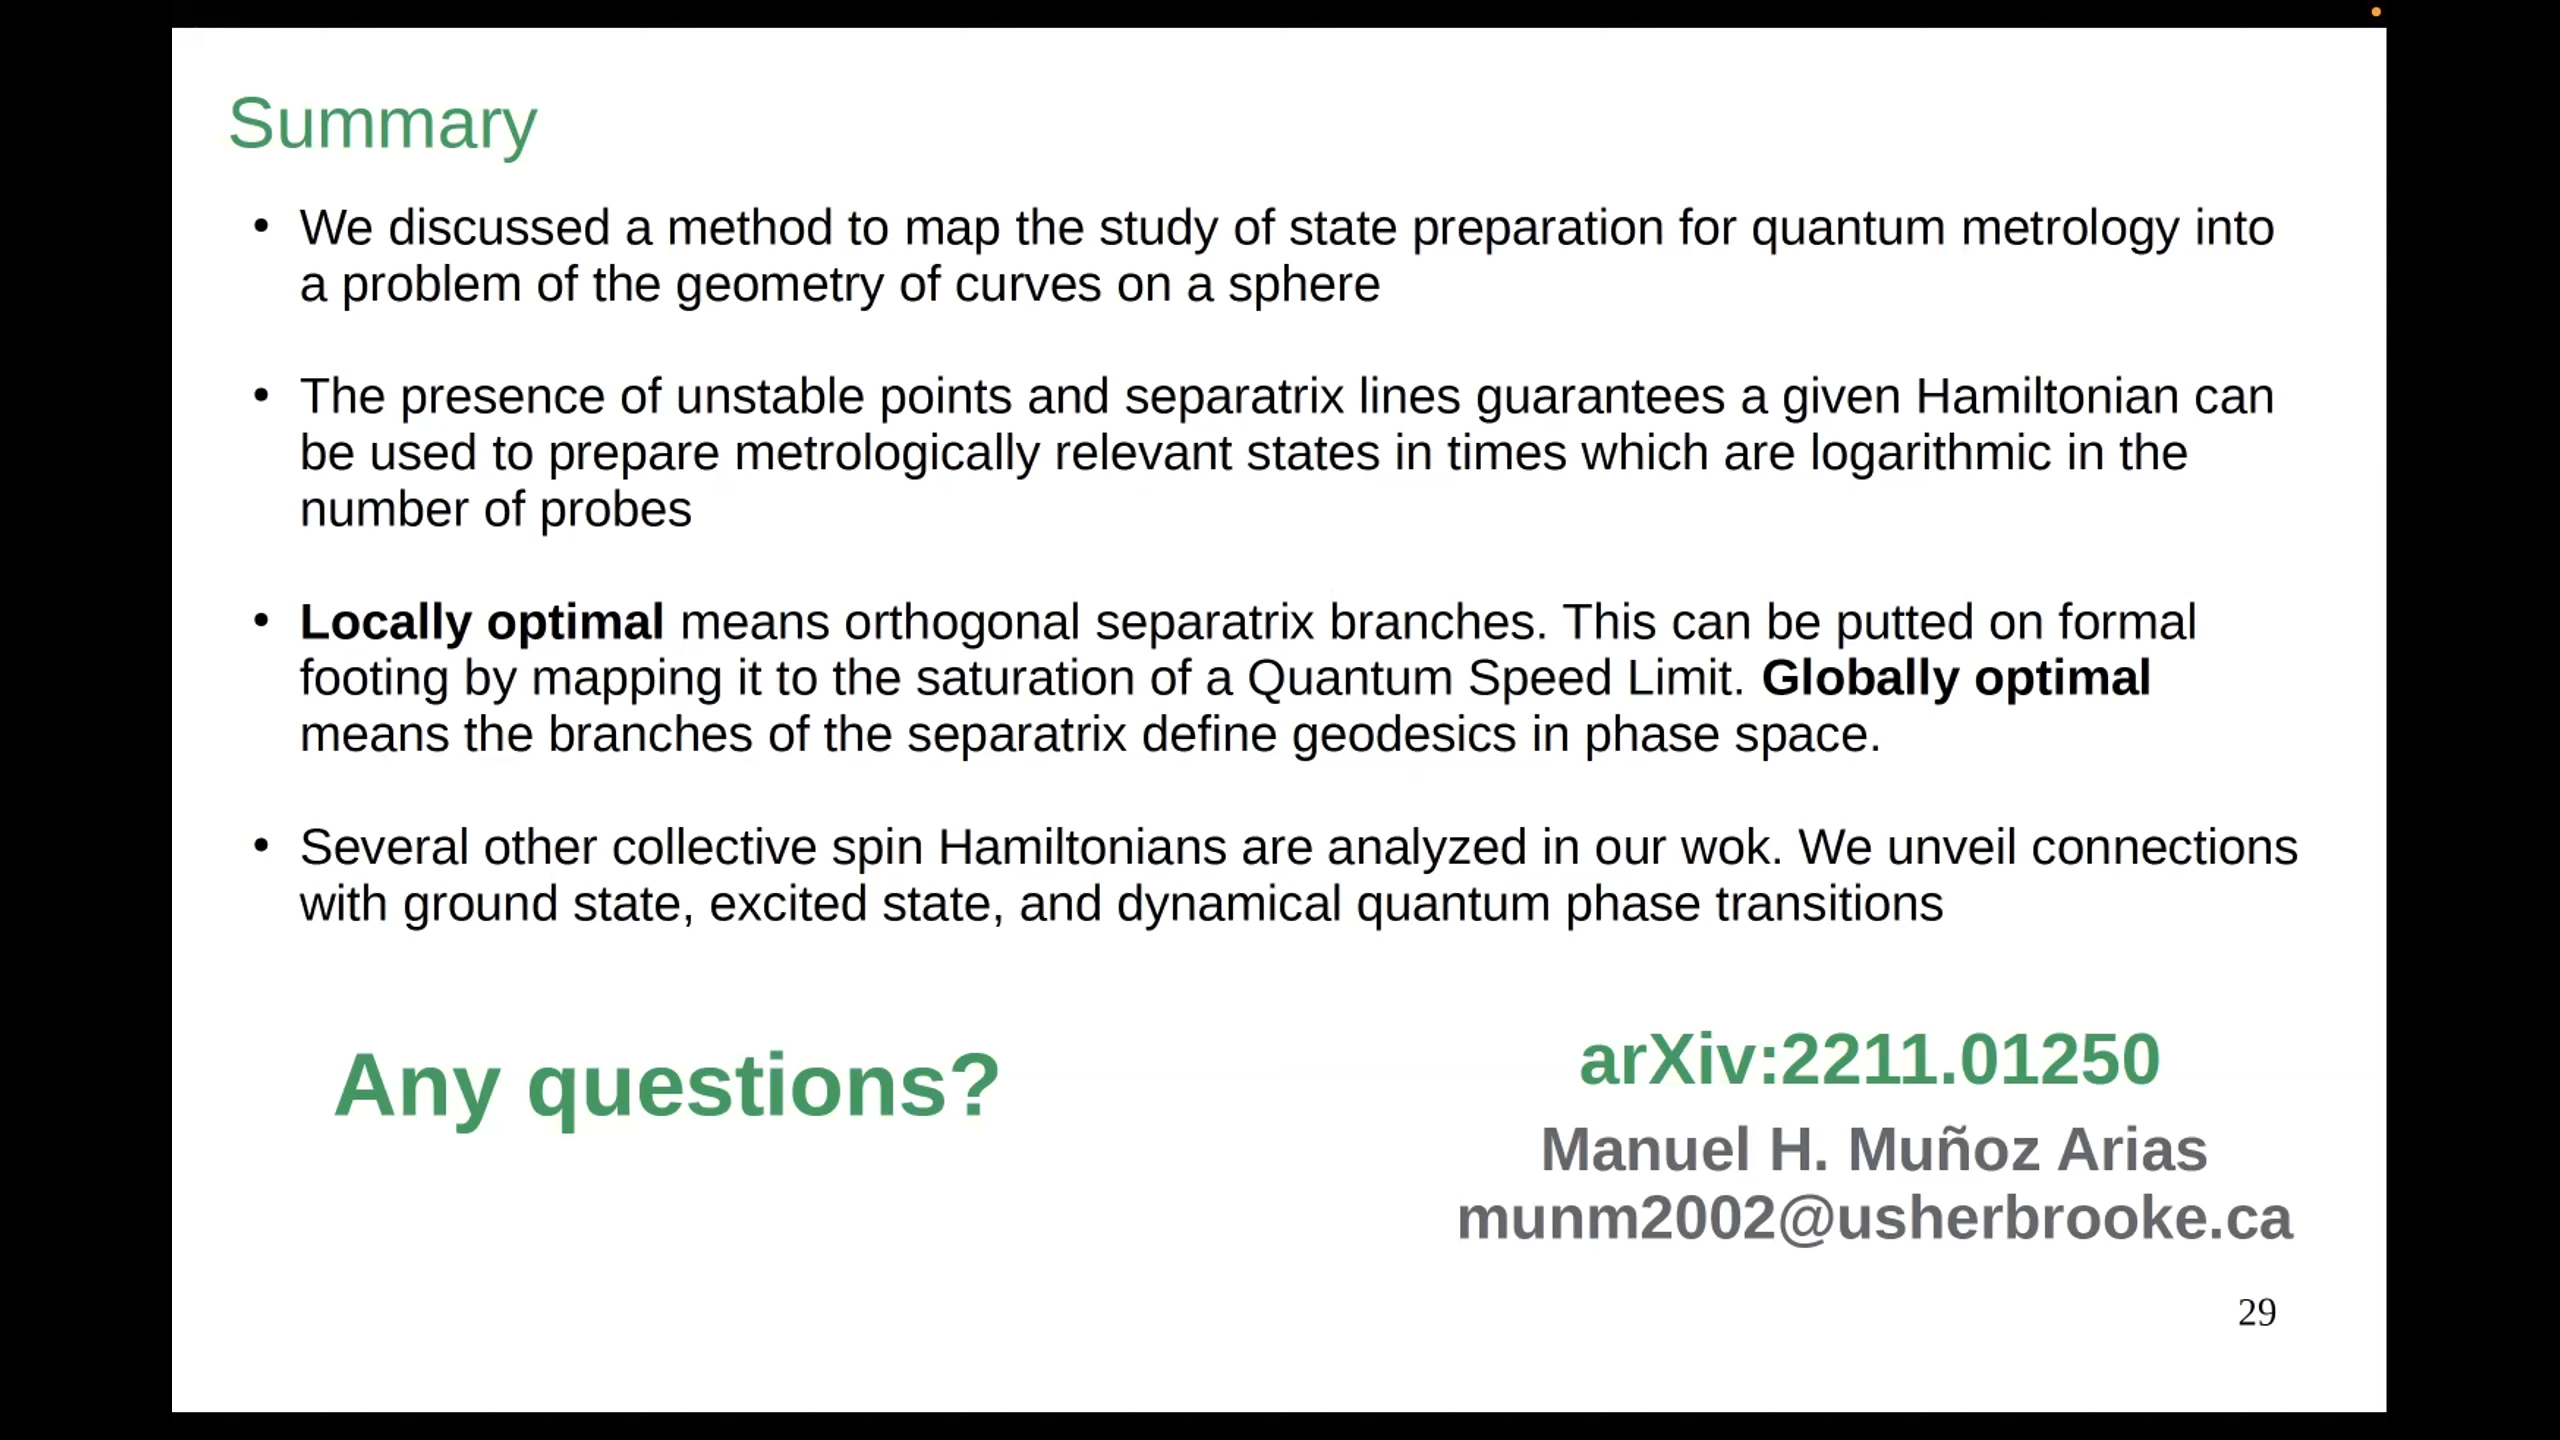 Summary
• We discussed a method to map the study of state preparation for quantum metrology into
a problem of the geometry of curves on a sphere
• The presence of unstable points and separatrix lines guarantees a given Hamiltonian can
be used to prepare metrologically relevant states in times which are logarithmic in the
number of probes
• Locally optimal means orthogonal separatrix branches. This can be putted on formal
footing by mapping it to the saturation of a Quantum Speed Limit. Globally optimal
means the branches of the separatrix define geodesics in phase space.
• Several other collective spin Hamiltonians are analyzed in our wok. We unveil connections
with ground state, excited state, and dynamical quantum phase transitions
Any questions?
arXiv:2211.01250
Manuel H. Muñoz Arias
munm2002@usherbrooke.ca
29